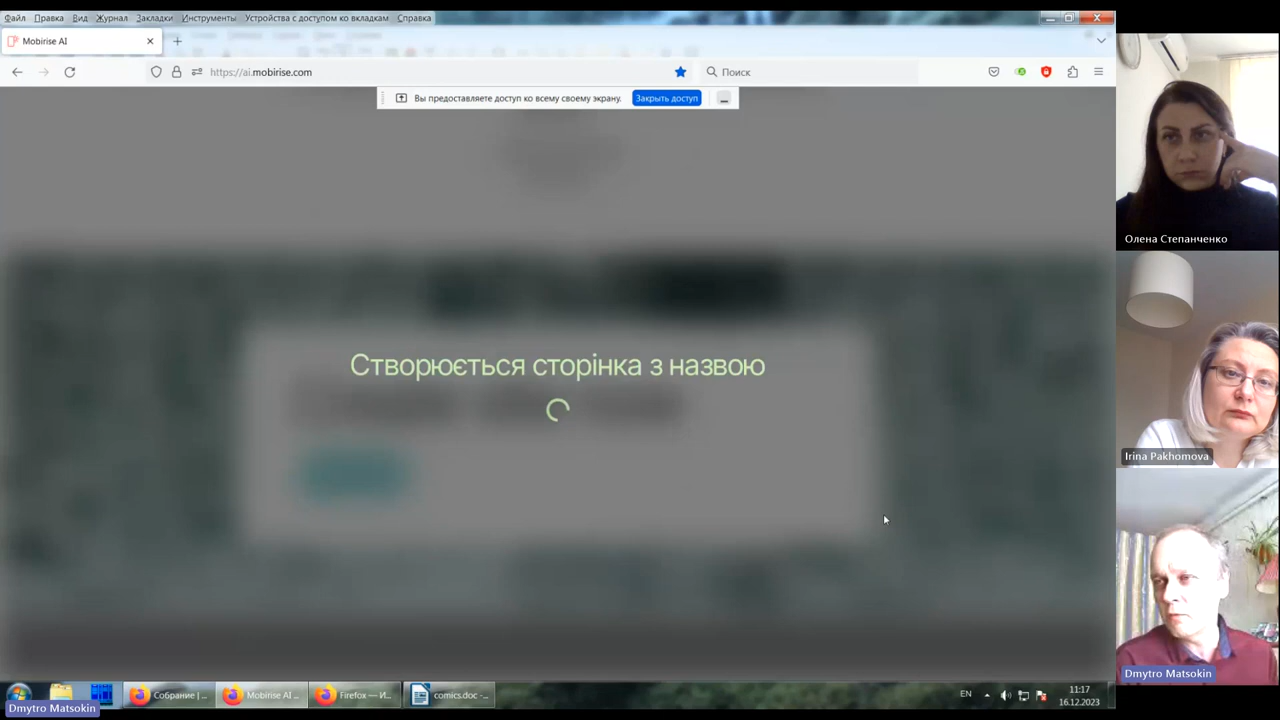 Файл Правка Вид Журнал Закладки Инструменты Устройства с доступом ко вкладкам Справка
Mobirise AI
https://ai.mobirise.com
Поиск
Вы предоставляете доступ ко всему своему экрану. Закрыть доступ
Створюється сторінка з назвою
Олена Степанченко
Irina Pakhomova
Dmytro Matsokin
Собрание | ...
Mobirise AI ...
Firefox — И...
comics.doc -...
EN
11:17
16.12.2023
Dmytro Matsokin